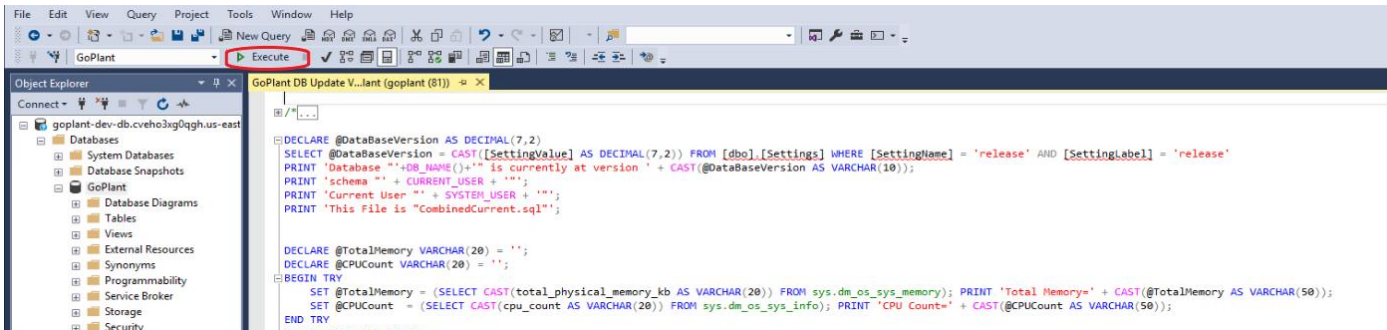 File Edit View Query Project Tools Window Help
New Query
GoPlant
Execute
Object Explorer
GoPlant DB Update V...lant (goplant (81))
Connect
goplant-dev-db.cveho3xg0qgh.us-east
Databases
System Databases
Database Snapshots
GoPlant
Database Diagrams
Tables
Views
External Resources
Synonyms
Programmability
Service Broker
Storage
Security
/*...
DECLARE @DataBaseVersion AS DECIMAL(7,2)
SELECT @DataBaseVersion = CAST([SettingValue] AS DECIMAL(7,2)) FROM [dbo].[Settings] WHERE [SettingName] = 'release' AND [SettingLabel] = 'release'
PRINT 'Database "'+DB_NAME()+'" is currently at version ' + CAST(@DataBaseVersion AS VARCHAR(10));
PRINT 'schema "' + CURRENT_USER + '"';
PRINT 'Current User "' + SYSTEM_USER + '"';
PRINT 'This File is "CombinedCurrent.sql"';
DECLARE @TotalMemory VARCHAR(20) = '';
DECLARE @CPUCount VARCHAR(20) = '';
BEGIN TRY
SET @TotalMemory = (SELECT CAST(total_physical_memory_kb AS VARCHAR(20)) FROM sys.dm_os_sys_memory); PRINT 'Total Memory=' + CAST(@TotalMemory AS VARCHAR(50));
SET @CPUCount = (SELECT CAST(cpu_count AS VARCHAR(20)) FROM sys.dm_os_sys_info); PRINT 'CPU Count=' + CAST(@CPUCount AS VARCHAR(50));
END TRY